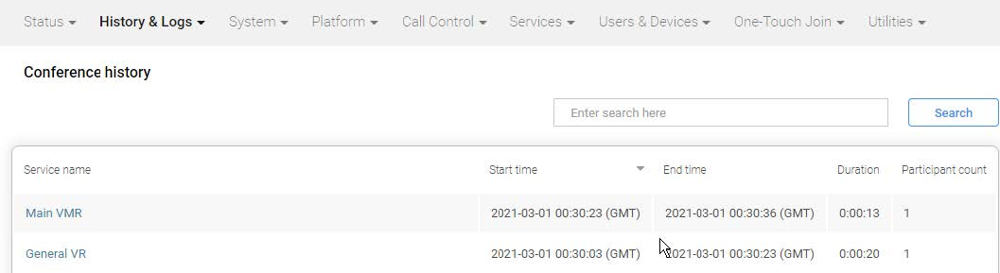 Status History & Logs System Platform Call Control Services Users & Devices One-Touch Join Utilities
Conference history
Enter search here Search
Service name Start time End time Duration Participant count
Main VMR 2021-03-01 00:30:23 (GMT) 2021-03-01 00:30:36 (GMT) 0:00:13 1
General VR 2021-03-01 00:30:03 (GMT) 2021-03-01 00:30:23 (GMT) 0:00:20 1